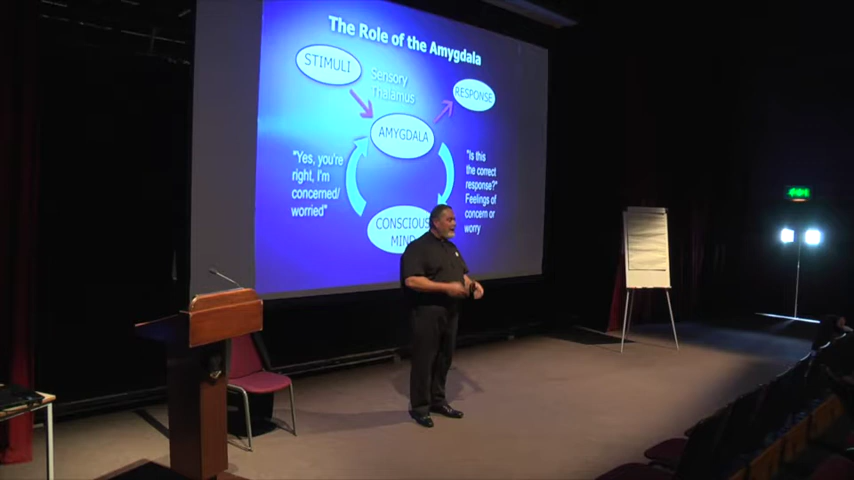 The Role of the Amygdala
STIMULI
Sensory
Thalamus
RESPONSE
AMYGDALA
"Yes, you're
right, I'm
concerned/
worried"
"Is this
the correct
response?"
Feelings of
concern or
worry
CONSCIOUS
MIND